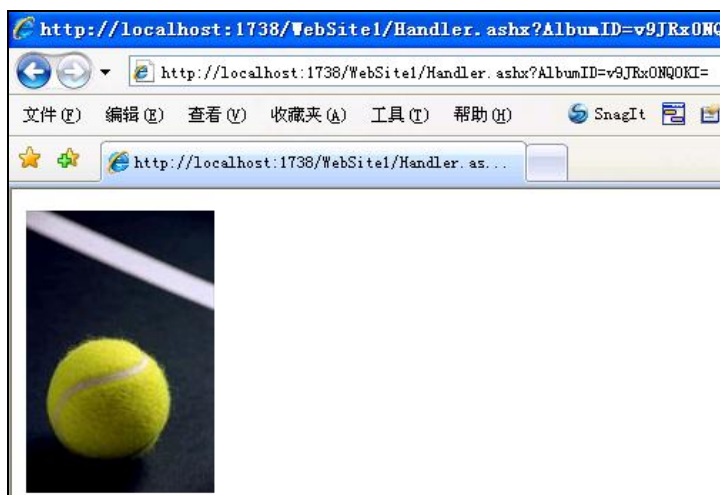 http://localhost:1738/WebSite1/Handler.ashx?AlbumID=v9JRx0NQ
http://localhost:1738/WebSite1/Handler.ashx?AlbumID=v9JRx0NQOKI=
文件(F) 编辑(E) 查看(V) 收藏夹(A) 工具(T) 帮助(H) SnagIt
http://localhost:1738/WebSite1/Handler.as...